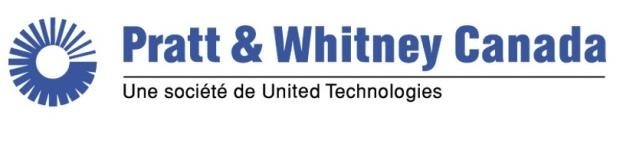 Pratt & Whitney Canada
Une société de United Technologies